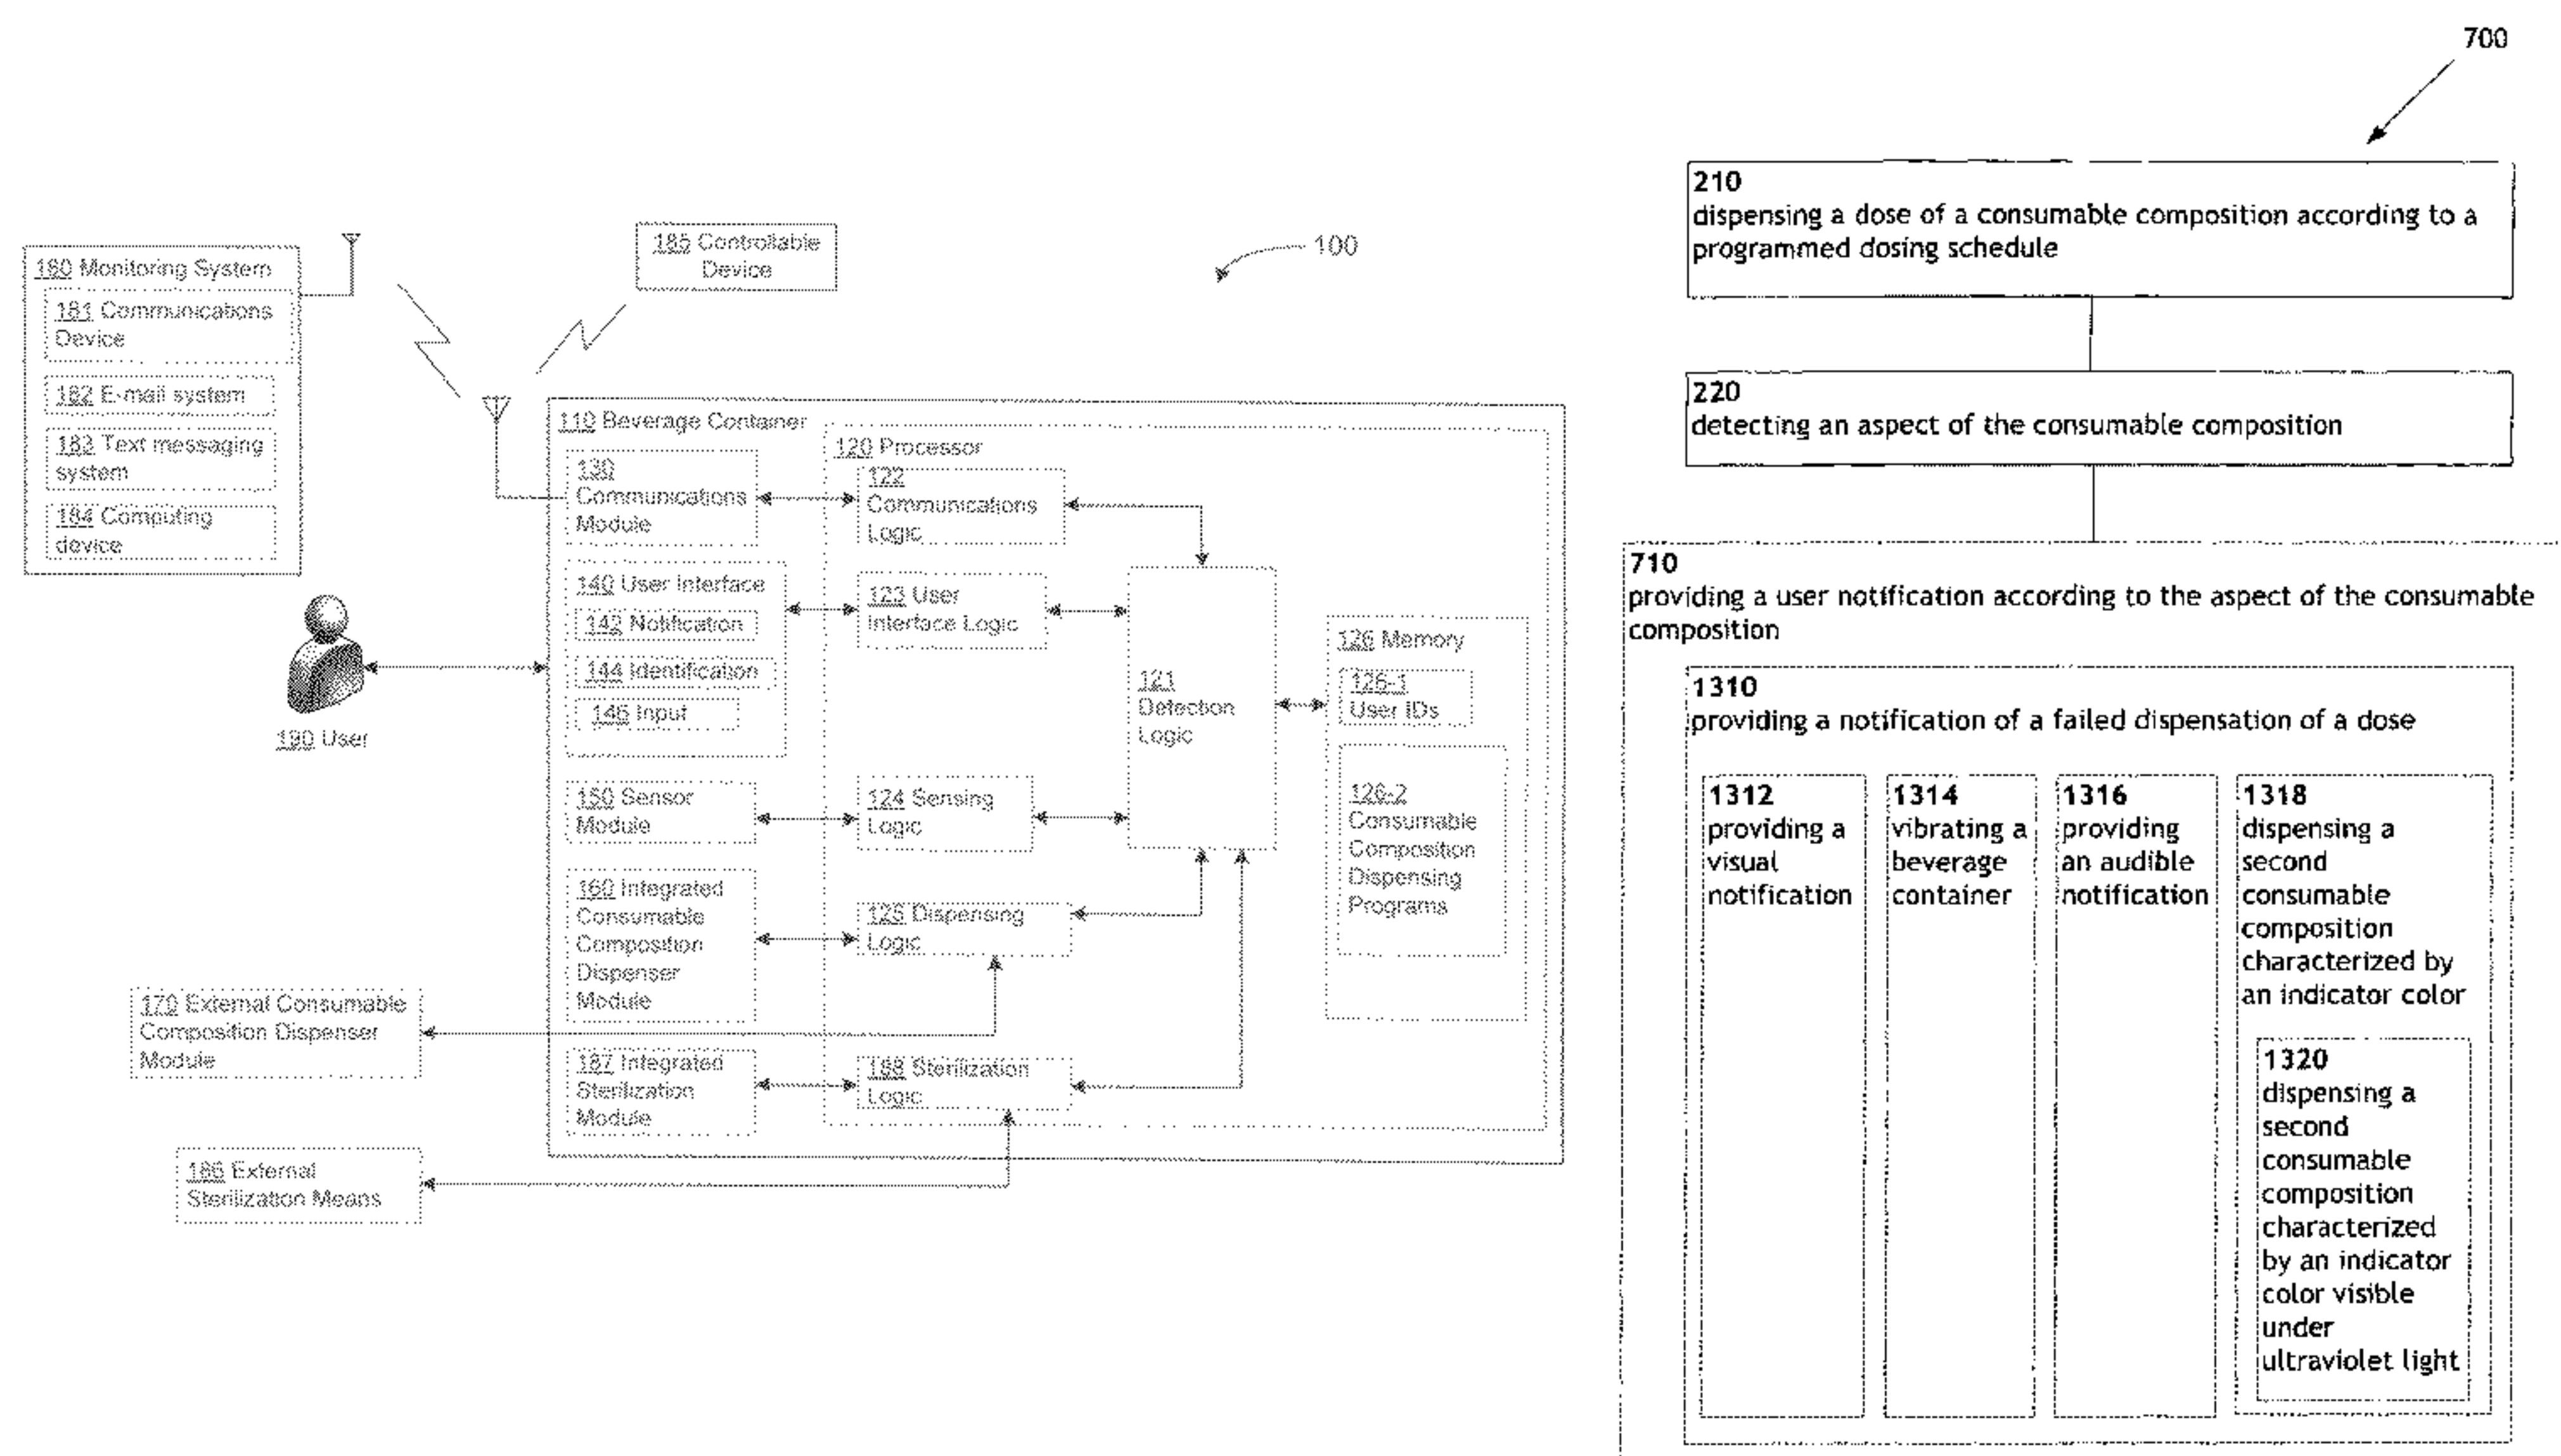 700
100
180 Monitoring System
181 Communications
Device
182 E-mail system
183 Text messaging
system
184 Computing
device
185 Controllable
Device
190 User
110 Beverage Container
130
Communications
Module
140 User Interface
142 Notification
144 Identification
146 Input
150 Sensor
Module
160 Integrated
Consumable
Composition
Dispenser
Module
187 Integrated
Sterilization
Module
120 Processor
122
Communications
Logic
123 User
Interface Logic
124 Sensing
Logic
125 Dispensing
Logic
188 Sterilization
Logic
121
Detection
Logic
126 Memory
126-1
User IDs
126-2
Consumable
Composition
Dispensing
Programs
170 External Consumable
Composition Dispenser
Module
186 External
Sterilization Means
210
dispensing a dose of a consumable composition according to a
programmed dosing schedule
220
detecting an aspect of the consumable composition
710
providing a user notification according to the aspect of the consumable
composition
1310
providing a notification of a failed dispensation of a dose
1312
providing a
visual
notification
1314
vibrating a
beverage
container
1316
providing
an audible
notification
1318
dispensing a
second
consumable
composition
characterized by
an indicator color
1320
dispensing a
second
consumable
composition
characterized
by an indicator
color visible
under
ultraviolet light